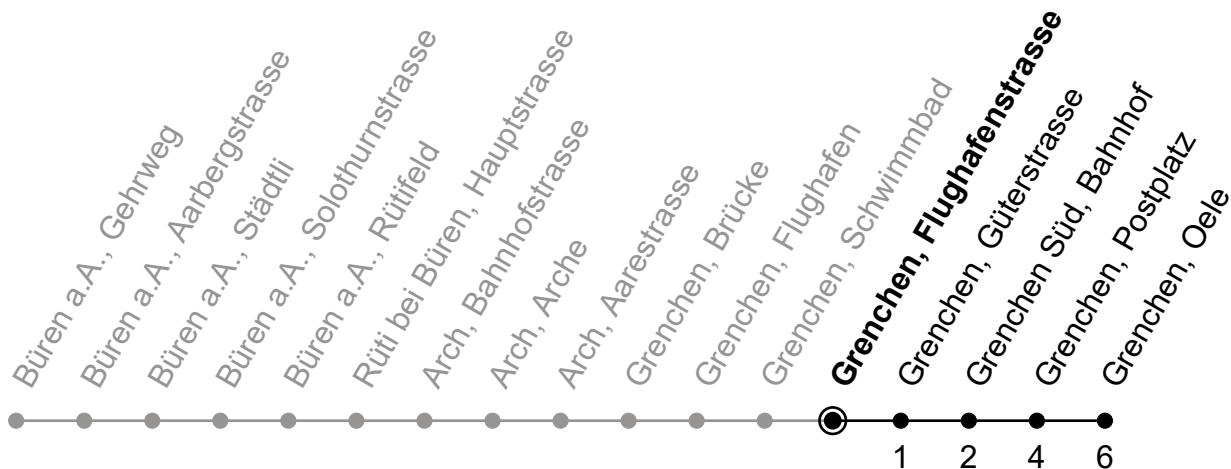 Büren a.A., Gehrweg
Büren a.A., Aarbergstrasse
Büren a.A., Städtli
Büren a.A., Solothurnstrasse
Büren a.A., Rütifeld
Rüti bei Büren, Hauptstrasse
Arch, Bahnhofstrasse
Arch, Arche
Arch, Aarestrasse
Grenchen, Brücke
Grenchen, Flughafen
Grenchen, Schwimmbad
Grenchen, Flughafenstrasse
Grenchen, Güterstrasse
Grenchen Süd, Bahnhof
Grenchen, Postplatz
Grenchen, Oele
1 2 4 6